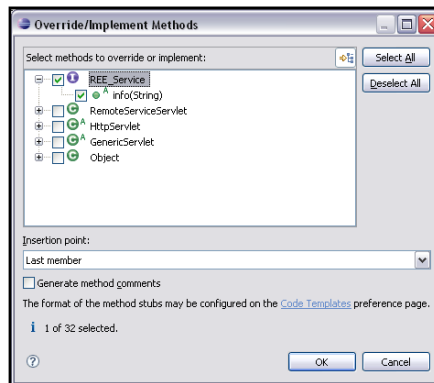 Override/Implement Methods
Select methods to override or implement:
Select All
REE_Service
Deselect All
A info(String)
RemoteServiceServlet
A HttpServlet
A GenericServlet
Object
Insertion point:
Last member
Generate method comments
The format of the method stubs may be configured on the Code Templates preference page.
i 1 of 32 selected.
? OK Cancel